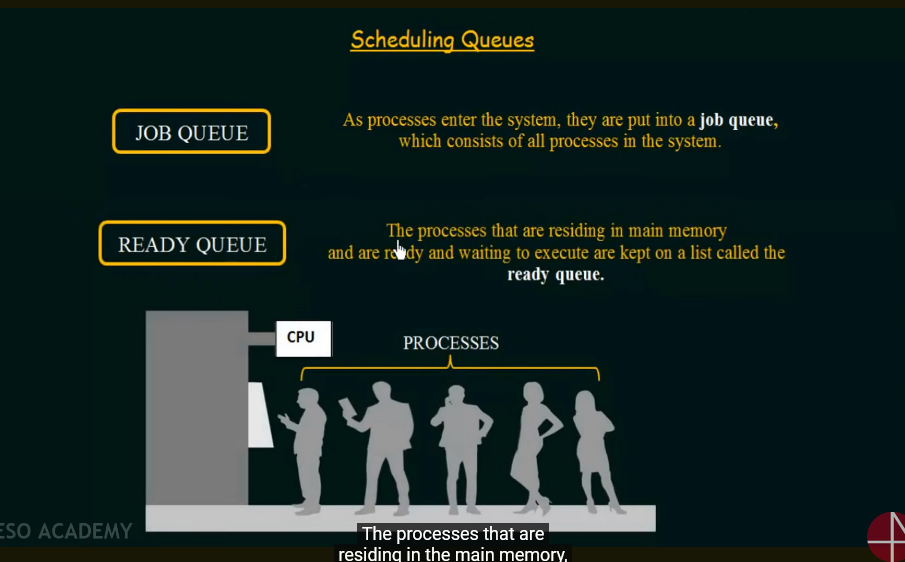 Scheduling Queues
JOB QUEUE
As processes enter the system, they are put into a job queue,
which consists of all processes in the system.
READY QUEUE
The processes that are residing in main memory
and are ready and waiting to execute are kept on a list called the
ready queue.
CPU
PROCESSES
ESO ACADEMY
The processes that are
residing in the main memory,